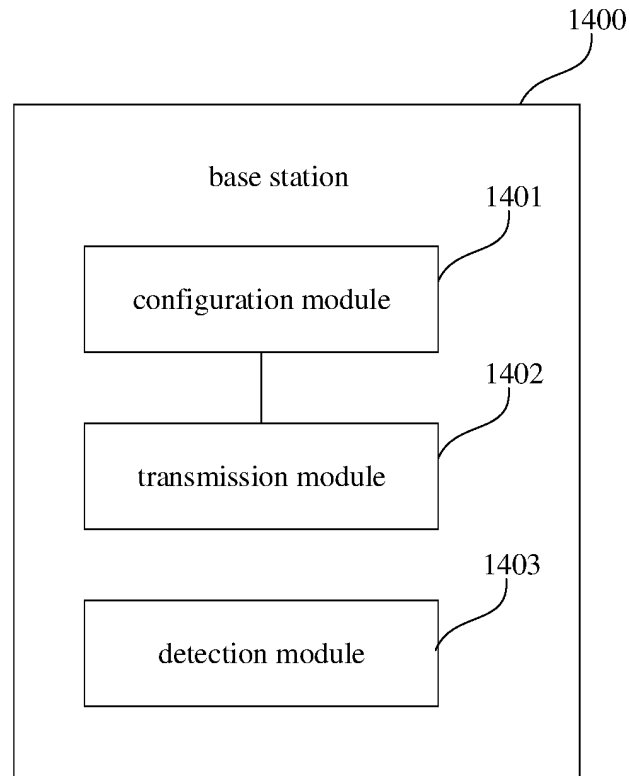 1400
base station
1401
configuration module
1402
transmission module
1403
detection module